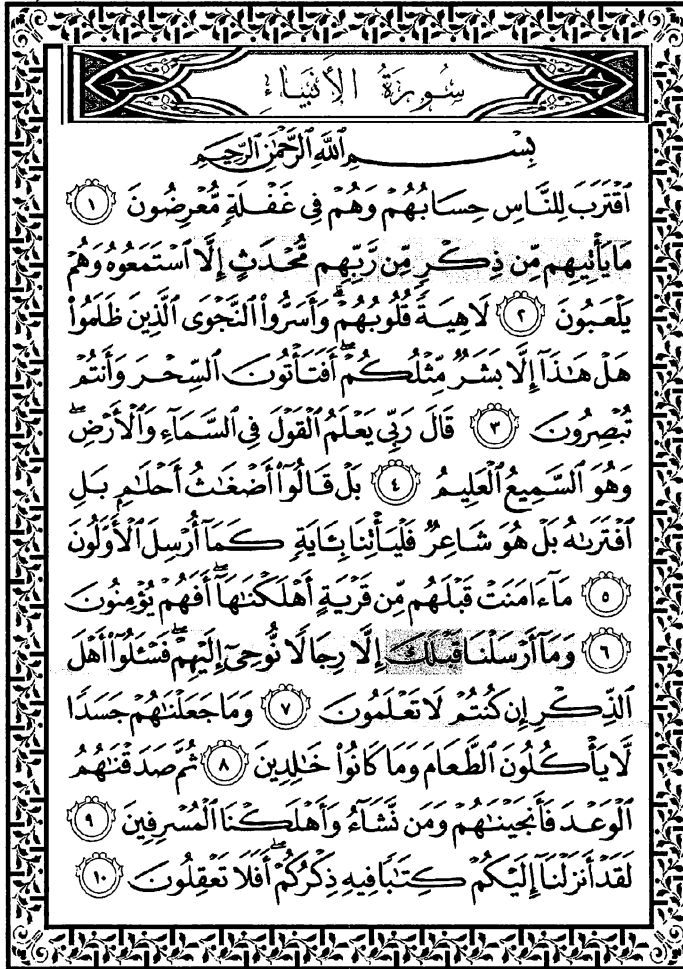 سُورَةُ الأَنبِيَاءِ
بِسْمِ ٱللَّهِ ٱلرَّحْمَٰنِ ٱلرَّحِيمِ
ٱقْتَرَبَ لِلنَّاسِ حِسَابُهُمْ وَهُمْ فِى غَفْلَةٍ مُّعْرِضُونَ ١
مَا يَأْتِيهِم مِّن ذِكْرٍ مِّن رَّبِّهِم مُّحْدَثٍ إِلَّا ٱسْتَمَعُوهُ وَهُمْ
يَلْعَبُونَ ٢ لَاهِيَةً قُلُوبُهُمْ ۗ وَأَسَرُّوا۟ ٱلنَّجْوَى ٱلَّذِينَ ظَلَمُوا۟
هَلْ هَٰذَآ إِلَّا بَشَرٌ مِّثْلُكُمْ ۖ أَفَتَأْتُونَ ٱلسِّحْرَ وَأَنتُمْ
تُبْصِرُونَ ٣ قَالَ رَبِّى يَعْلَمُ ٱلْقَوْلَ فِى ٱلسَّمَآءِ وَٱلْأَرْضِ ۖ
وَهُوَ ٱلسَّمِيعُ ٱلْعَلِيمُ ٤ بَلْ قَالُوٓا۟ أَضْغَٰثُ أَحْلَٰمٍ بَلِ
ٱفْتَرَىٰهُ بَلْ هُوَ شَاعِرٌ فَلْيَأْتِنَا بِـَٔايَةٍ كَمَآ أُرْسِلَ ٱلْأَوَّلُونَ
٥ مَآ ءَامَنَتْ قَبْلَهُم مِّن قَرْيَةٍ أَهْلَكْنَٰهَآ ۖ أَفَهُمْ يُؤْمِنُونَ
٦ وَمَآ أَرْسَلْنَا قَبْلَكَ إِلَّا رِجَالًا نُّوحِىٓ إِلَيْهِمْ ۖ فَسْـَٔلُوٓا۟ أَهْلَ
ٱلذِّكْرِ إِن كُنتُمْ لَا تَعْلَمُونَ ٧ وَمَا جَعَلْنَٰهُمْ جَسَدًا
لَّا يَأْكُلُونَ ٱلطَّعَامَ وَمَا كَانُوا۟ خَٰلِدِينَ ٨ ثُمَّ صَدَقْنَٰهُمُ
ٱلْوَعْدَ فَأَنجَيْنَٰهُمْ وَمَن نَّشَآءُ وَأَهْلَكْنَا ٱلْمُسْرِفِينَ ٩
لَقَدْ أَنزَلْنَآ إِلَيْكُمْ كِتَٰبًا فِيهِ ذِكْرُكُمْ ۖ أَفَلَا تَعْقِلُونَ ١٠